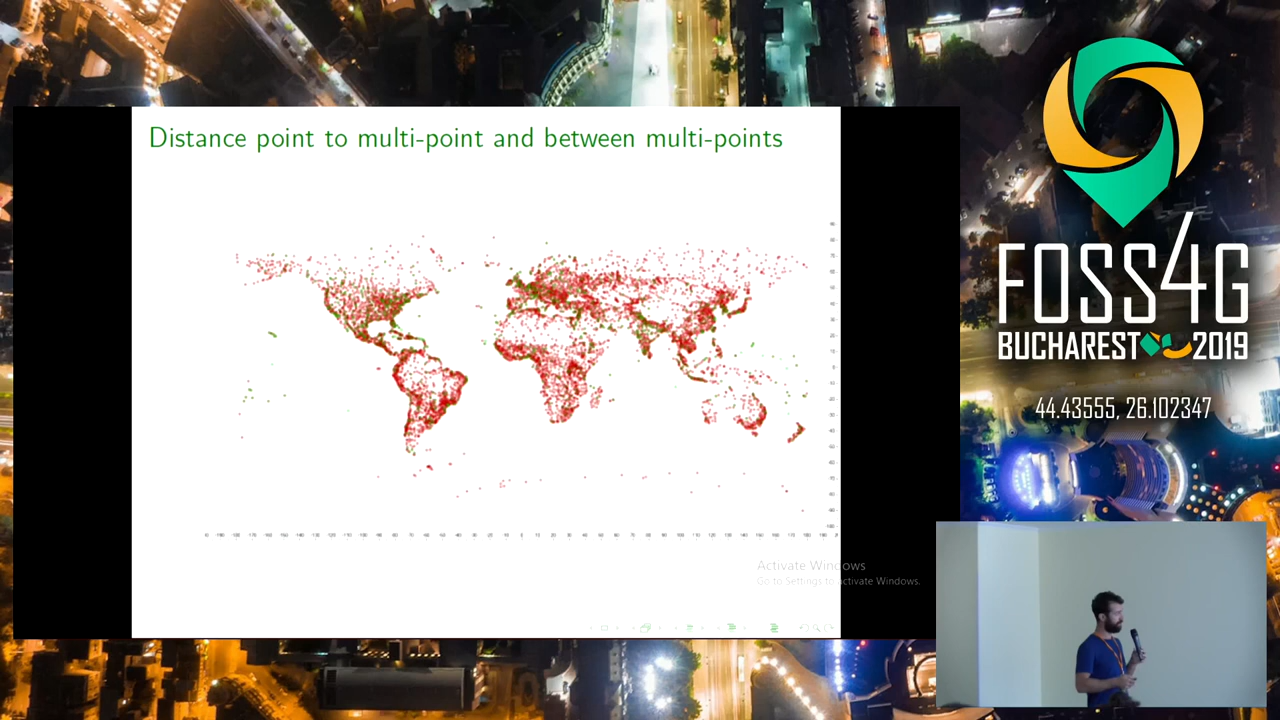 Distance point to multi-point and between multi-points
Activate Windows
Go to Settings to activate Windows.
FOSS4G
BUCHAREST 2019
44.43555, 26.102347